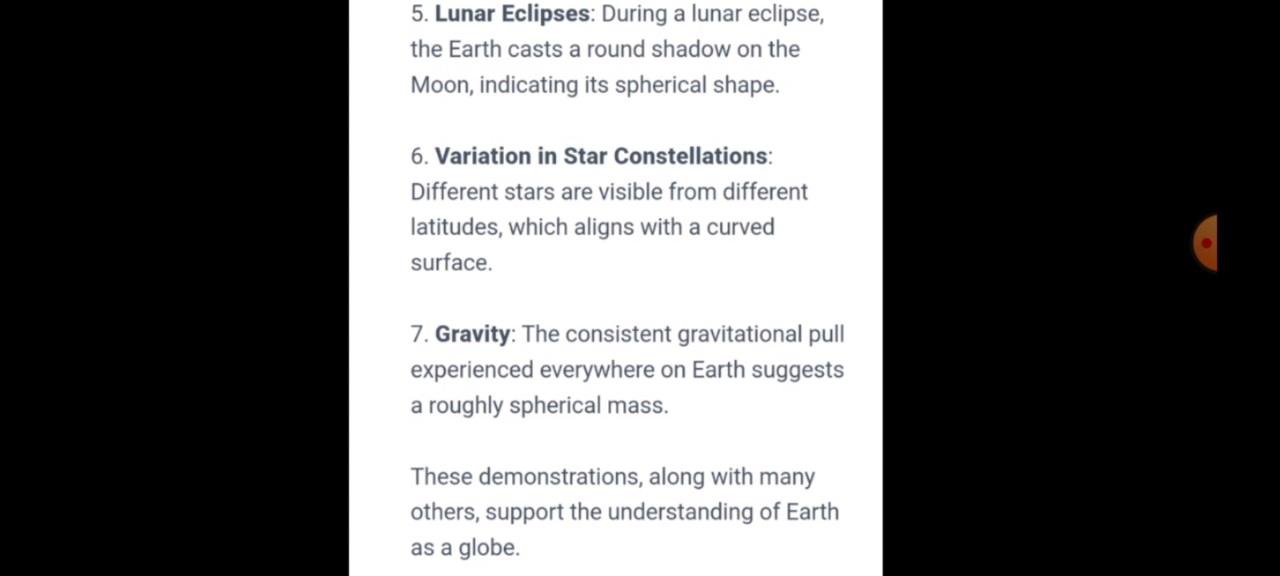 5. Lunar Eclipses: During a lunar eclipse,
the Earth casts a round shadow on the
Moon, indicating its spherical shape.
6. Variation in Star Constellations:
Different stars are visible from different
latitudes, which aligns with a curved
surface.
7. Gravity: The consistent gravitational pull
experienced everywhere on Earth suggests
a roughly spherical mass.
These demonstrations, along with many
others, support the understanding of Earth
as a globe.